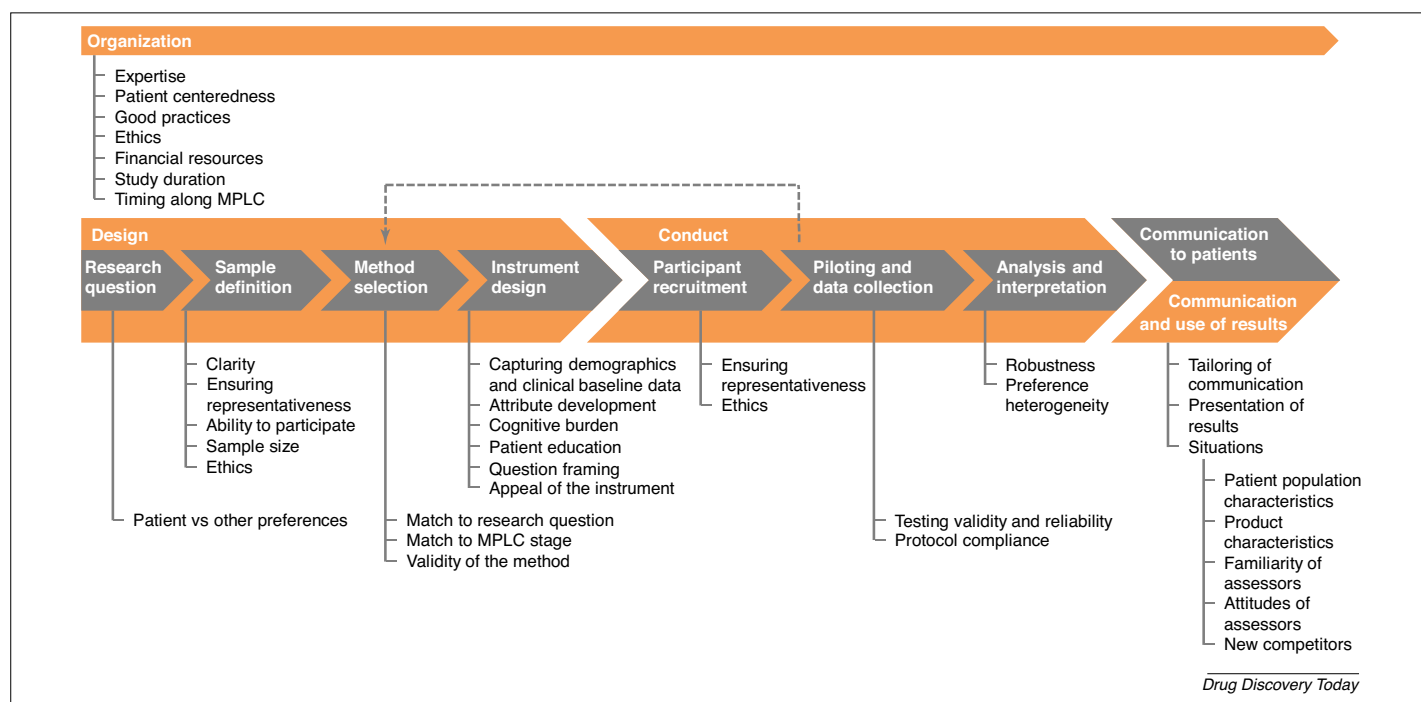 Organization
Expertise
Patient centeredness
Good practices
Ethics
Financial resources
Study duration
Timing along MPLC
Design
Research
question
Sample
definition
Method
selection
Instrument
design
Conduct
Participant
recruitment
Piloting and
data collection
Analysis and
interpretation
Communication
to patients
Communication
and use of results
Patient vs other preferences
Clarity
Ensuring
representativeness
Ability to participate
Sample size
Ethics
Match to research question
Match to MPLC stage
Validity of the method
Capturing demographics
and clinical baseline data
Attribute development
Cognitive burden
Patient education
Question framing
Appeal of the instrument
Ensuring
representativeness
Ethics
Testing validity and reliability
Protocol compliance
Robustness
Preference
heterogeneity
Tailoring of
communication
Presentation of
results
Situations
Patient population
characteristics
Product
characteristics
Familiarity of
assessors
Attitudes of
assessors
New competitors
Drug Discovery Today